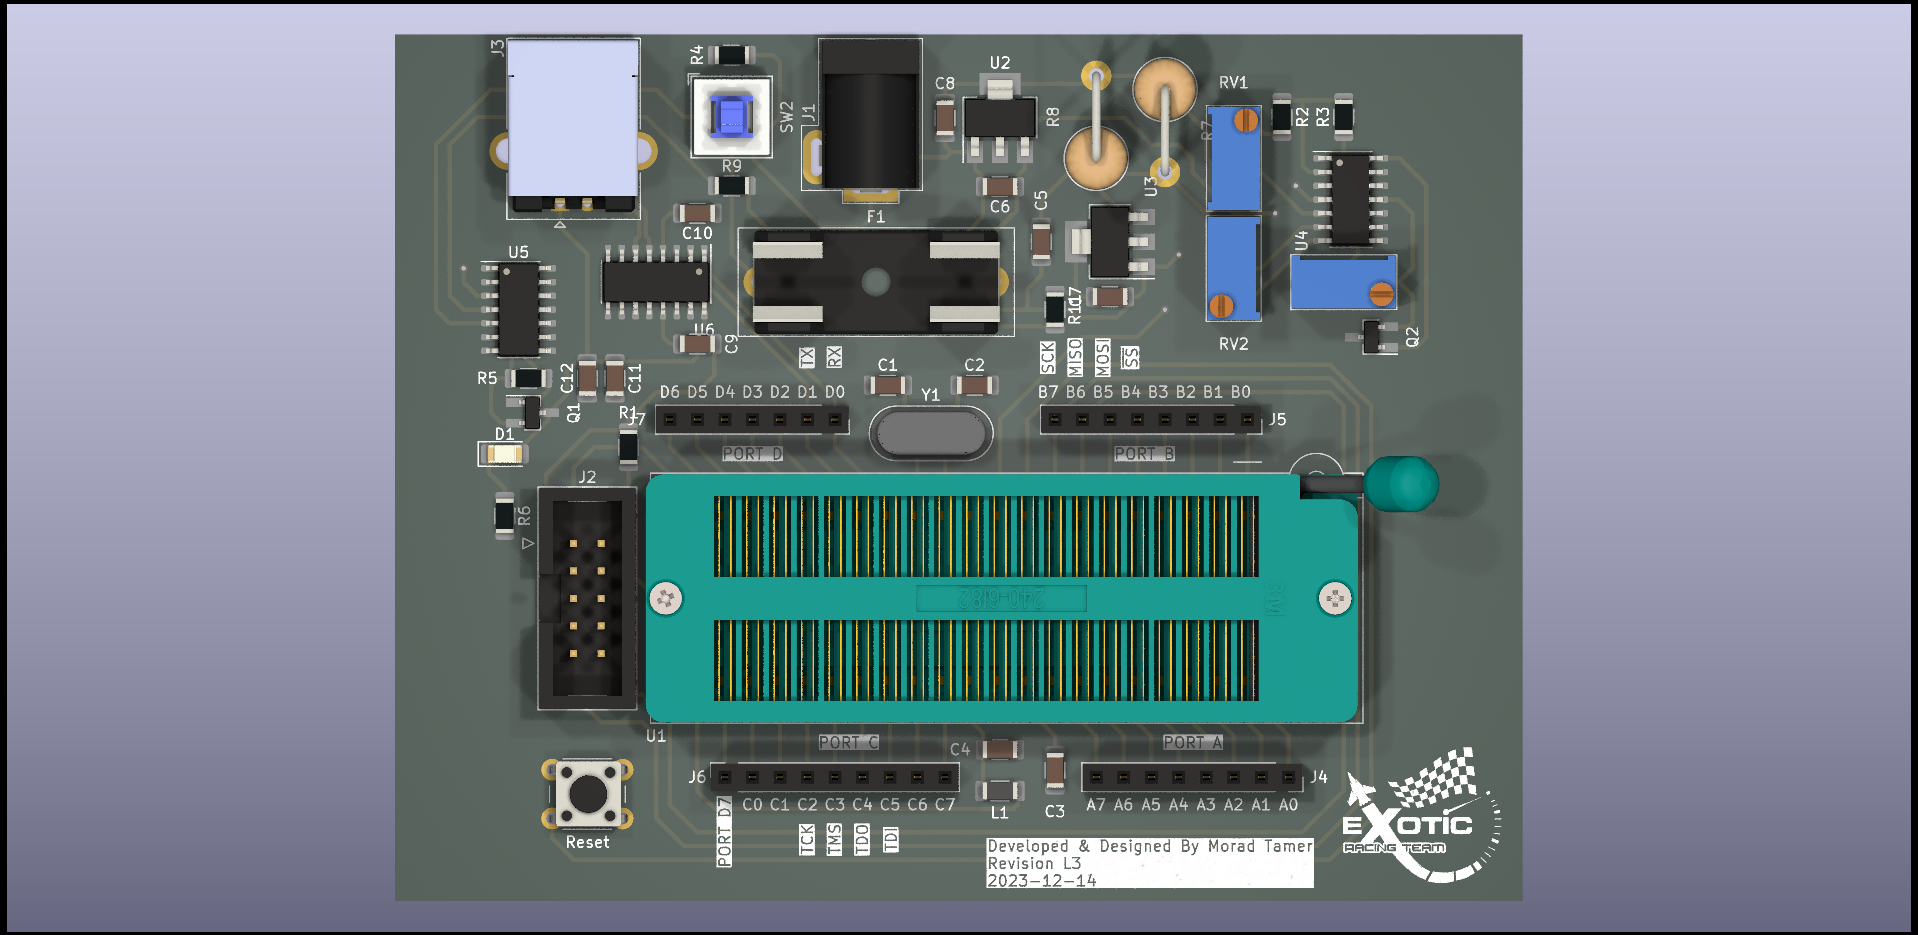 J3
R4
SW2
R9
J1
C8
U2
R8
RV1
R7
R2
R3
U3
C6
C5
F1
C10
U5
U6
C9
U4
RV2
Q2
TX
RX
C1
C2
SCK
MISO
MOSI
SS
R5
C12
C11
Q1
R1
J7
D6 D5 D4 D3 D2 D1 D0
Y1
B7 B6 B5 B4 B3 B2 B1 B0
J5
D1
PORT D
PORT B
J2
R6
240-6182
U1
PORT C
C4
PORT A
J6
J4
PORT D7
C0 C1 C2 C3 C4 C5 C6 C7
L1
C3
A7 A6 A5 A4 A3 A2 A1 A0
TCK
TMS
TDO
TDI
Reset
Developed & Designed By Morad Tamer
Revision L3
2023-12-14
EXOTiC
RACING TEAM